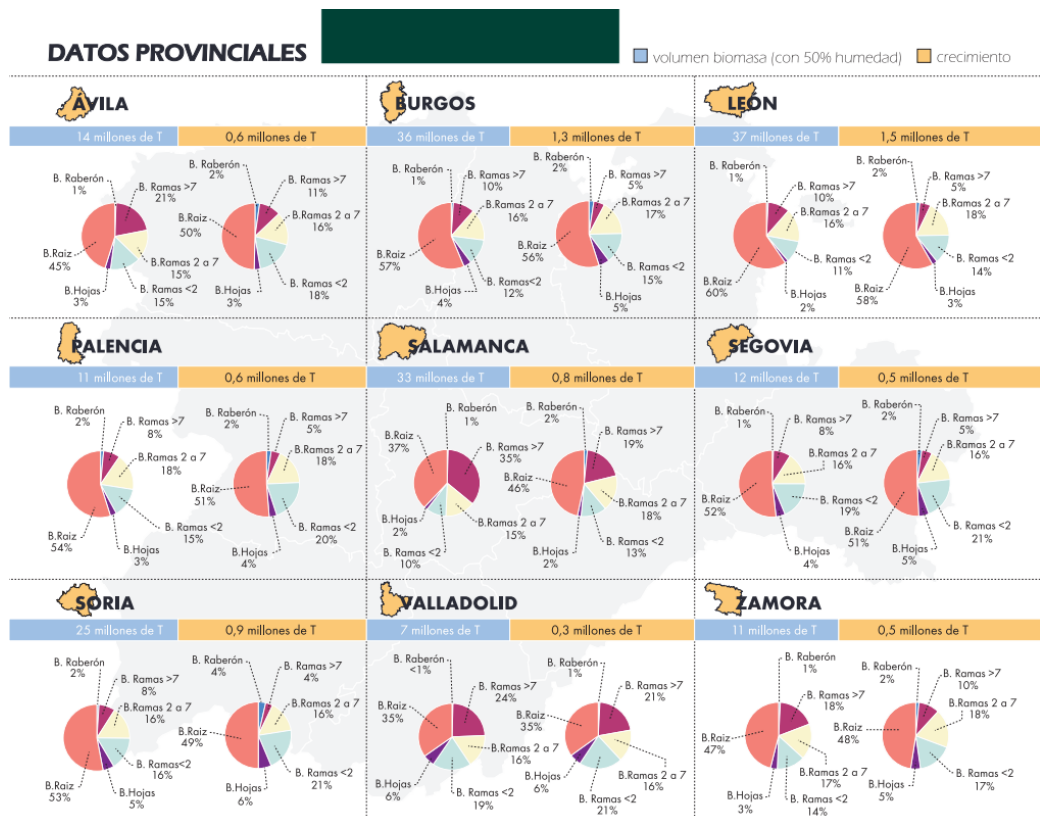 DATOS PROVINCIALES
volumen biomasa (con 50% humedad)
crecimiento
ÁVILA
14 millones de T
0,6 millones de T
B. Raberón
1%
B. Ramas >7
21%
B.Ramas 2 a 7
15%
B. Ramas <2
15%
B.Hojas
3%
B.Raiz
45%
B. Raberón
2%
B. Ramas >7
11%
B.Ramas 2 a 7
16%
B. Ramas <2
18%
B.Hojas
3%
B.Raiz
50%
BURGOS
36 millones de T
1,3 millones de T
B. Raberón
1%
B. Ramas >7
10%
B.Ramas 2 a 7
16%
B.Ramas <2
12%
B.Hojas
4%
B.Raiz
57%
B. Raberón
2%
B.Ramas >7
5%
B.Ramas 2 a 7
17%
B.Ramas <2
15%
B.Hojas
5%
B.Raiz
56%
LEÓN
37 millones de T
1,5 millones de T
B. Raberón
1%
B. Ramas >7
10%
B.Ramas 2 a 7
16%
B.Ramas <2
11%
B.Hojas
2%
B.Raiz
60%
B. Raberón
2%
B. Ramas >7
5%
B.Ramas 2 a 7
18%
B.Ramas <2
14%
B.Hojas
3%
B.Raiz
58%
PALENCIA
11 millones de T
0,6 millones de T
B. Raberón
2%
B. Ramas >7
8%
B.Ramas 2 a 7
18%
B. Ramas <2
15%
B.Hojas
3%
B.Raiz
54%
B. Raberón
2%
B. Ramas >7
5%
B.Ramas 2 a 7
18%
B. Ramas <2
20%
B.Hojas
4%
B.Raiz
51%
SALAMANCA
33 millones de T
0,8 millones de T
B. Raberón
1%
B. Ramas >7
35%
B.Ramas 2 a 7
15%
B. Ramas <2
10%
B.Hojas
2%
B.Raiz
37%
B. Raberón
2%
B. Ramas >7
19%
B.Ramas 2 a 7
18%
B. Ramas <2
13%
B.Hojas
2%
B.Raiz
46%
SEGOVIA
12 millones de T
0,5 millones de T
B. Raberón
1%
B. Ramas >7
8%
B.Ramas 2 a 7
16%
B. Ramas <2
19%
B.Hojas
4%
B.Raiz
52%
B. Raberón
2%
B. Ramas >7
5%
B.Ramas 2 a 7
16%
B. Ramas <2
21%
B.Hojas
5%
B.Raiz
51%
SORIA
25 millones de T
0,9 millones de T
B. Raberón
2%
B. Ramas >7
8%
B.Ramas 2 a 7
16%
B. Ramas<2
16%
B.Hojas
5%
B.Raiz
53%
B. Raberón
4%
B. Ramas >7
4%
B.Ramas 2 a 7
16%
B. Ramas<2
21%
B.Hojas
6%
B.Raiz
49%
VALLADOLID
7 millones de T
0,3 millones de T
B. Raberón
<1%
B. Ramas >7
24%
B.Ramas 2 a 7
16%
B. Ramas <2
19%
B.Hojas
6%
B.Raiz
35%
B. Raberón
1%
B. Ramas >7
21%
B.Ramas 2 a 7
16%
B. Ramas <2
21%
B.Hojas
6%
B.Raiz
35%
ZAMORA
11 millones de T
0,5 millones de T
B. Raberón
1%
B. Ramas >7
18%
B.Ramas 2 a 7
17%
B. Ramas <2
14%
B.Hojas
3%
B.Raiz
47%
B. Raberón
2%
B. Ramas >7
10%
B.Ramas 2 a 7
18%
B. Ramas <2
17%
B.Hojas
5%
B.Raiz
48%